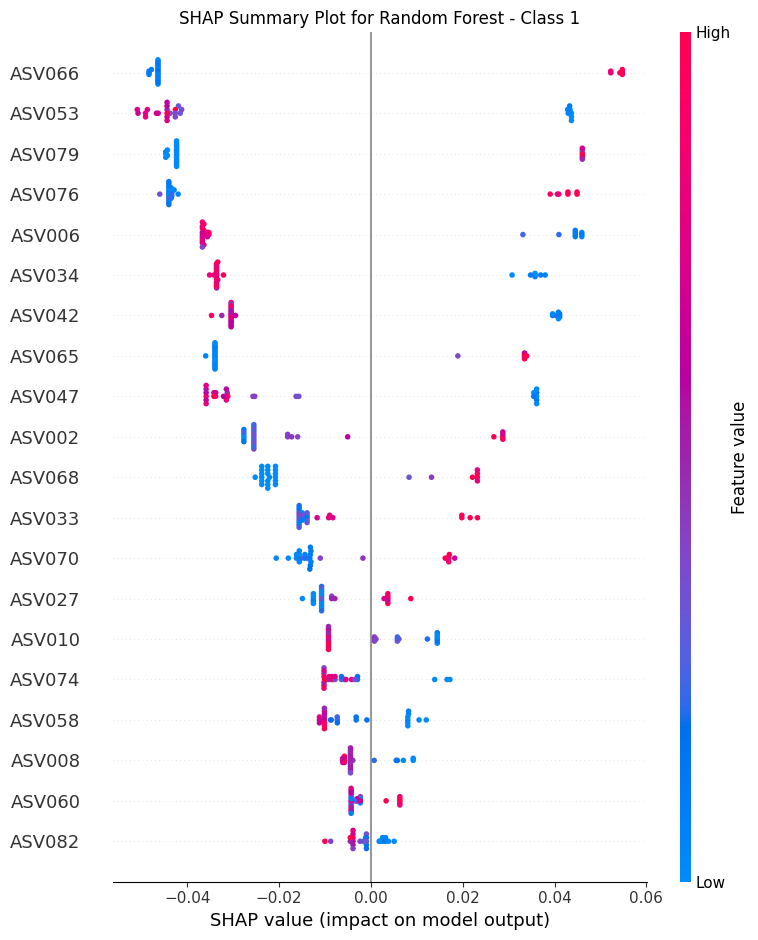 SHAP Summary Plot for Random Forest - Class 1
High
ASV066
ASV053
ASV079
ASV076
ASV006
ASV034
ASV042
ASV065
ASV047
ASV002
ASV068
ASV033
ASV070
ASV027
ASV010
ASV074
ASV058
ASV008
ASV060
ASV082
Feature value
Low
−0.04 −0.02 0.00 0.02 0.04 0.06
SHAP value (impact on model output)